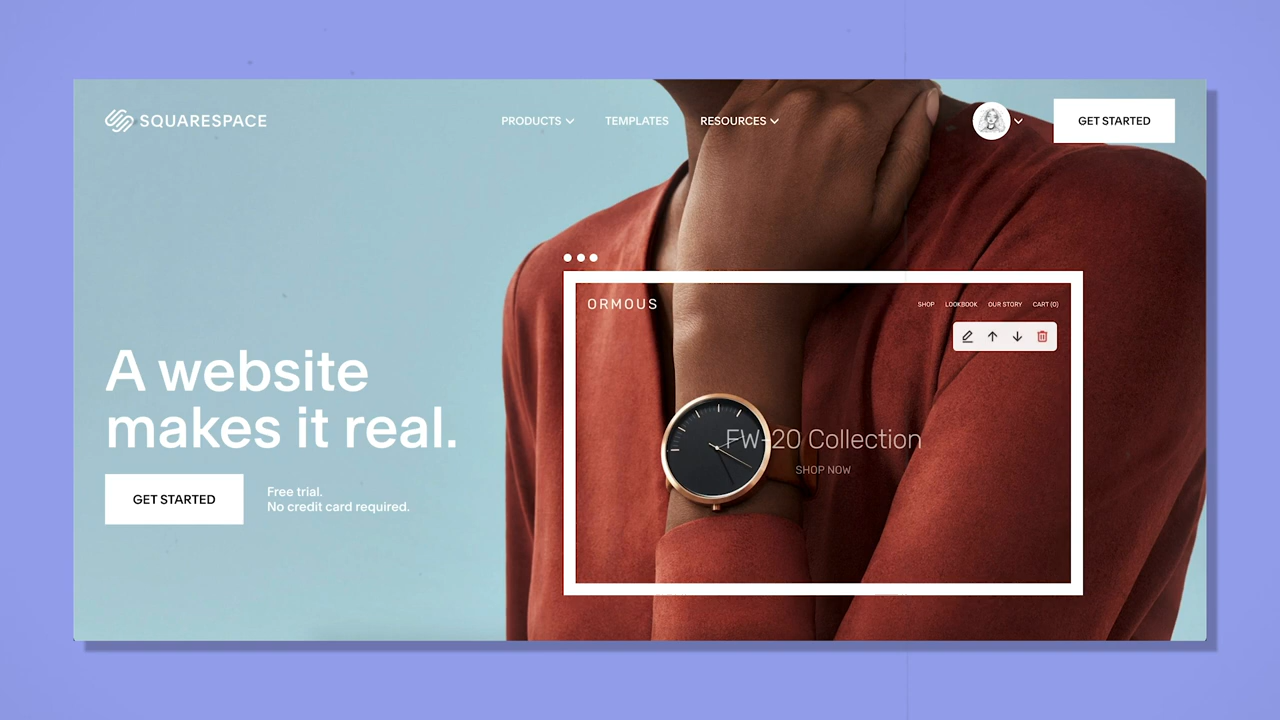 SQUARESPACE
PRODUCTS
TEMPLATES
RESOURCES
GET STARTED
ORMOUS
SHOP
LOOKBOOK
OUR STORY
CART (0)
A website
makes it real.
FW-20 Collection
SHOP NOW
GET STARTED
Free trial.
No credit card required.